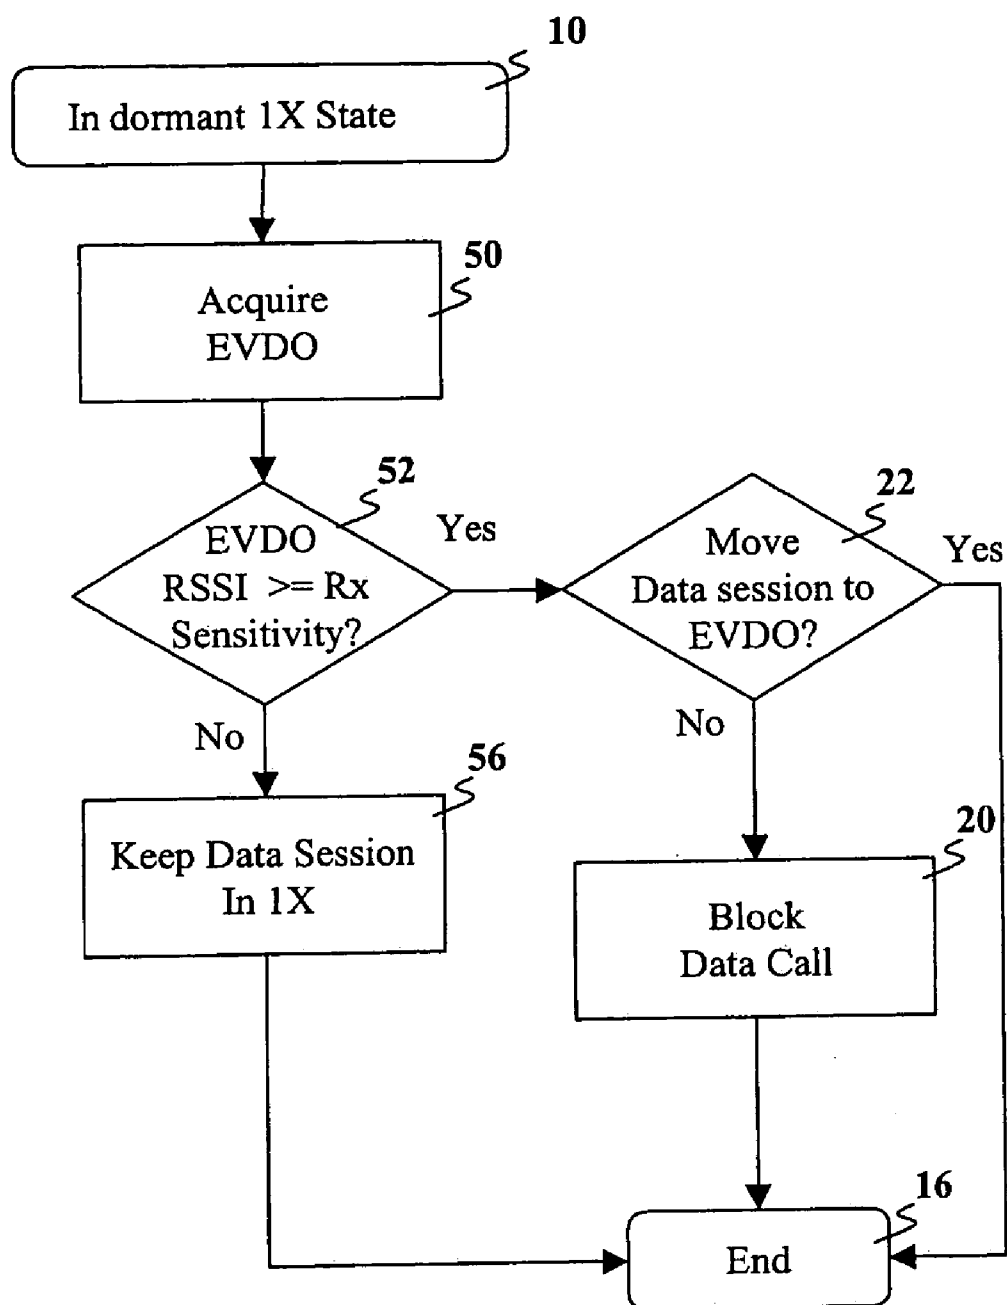 10
In dormant 1X State
50
Acquire
EVDO
52
EVDO
RSSI >= Rx
Sensitivity?
Yes
22
Move
Data session to
EVDO?
Yes
No
No
56
Keep Data Session
In 1X
20
Block
Data Call
16
End